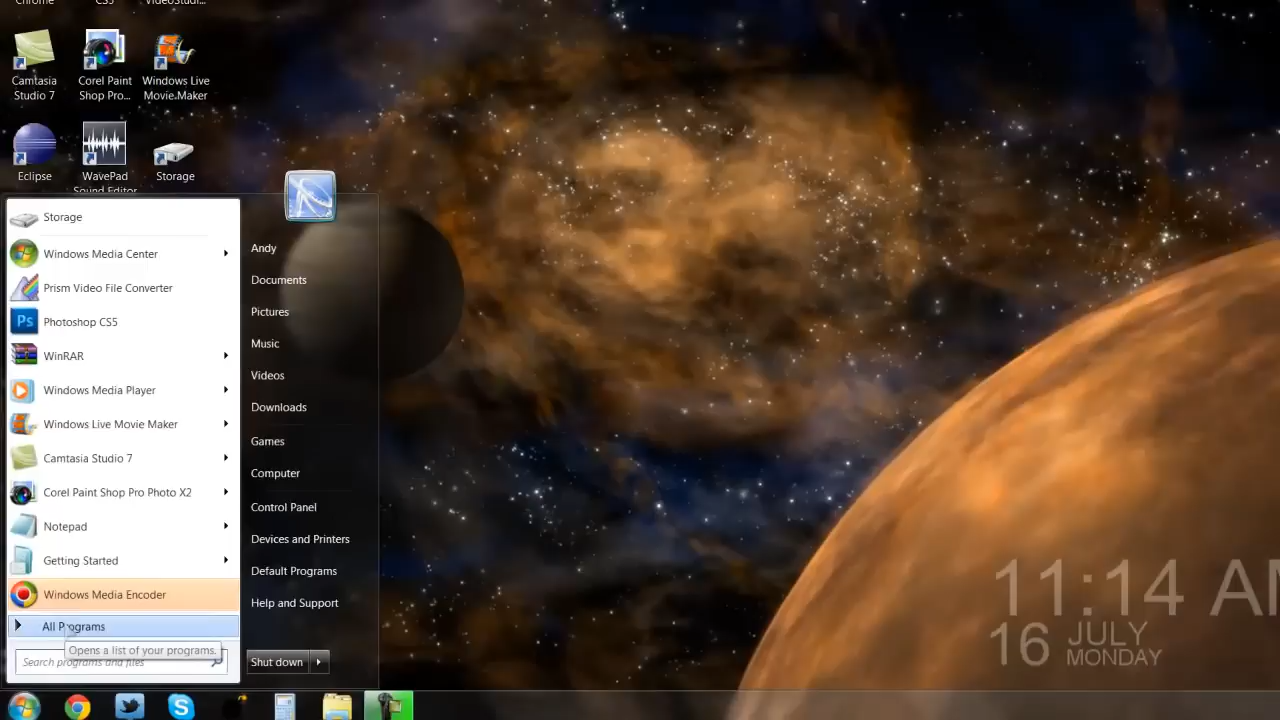 Chrome
CS5
VideoStudi...
Camtasia
Studio 7
Corel Paint
Shop Pro...
Windows Live
Movie Maker
Eclipse
WavePad
Sound Editor
Storage
Storage
Windows Media Center
Prism Video File Converter
Photoshop CS5
Ps
WinRAR
Windows Media Player
Windows Live Movie Maker
Camtasia Studio 7
Corel Paint Shop Pro Photo X2
Notepad
Getting Started
Windows Media Encoder
All Programs
Opens a list of your programs.
Search programs and files
Andy
Documents
Pictures
Music
Videos
Downloads
Games
Computer
Control Panel
Devices and Printers
Default Programs
Help and Support
Shut down
11:14 AM
16 JULY
MONDAY